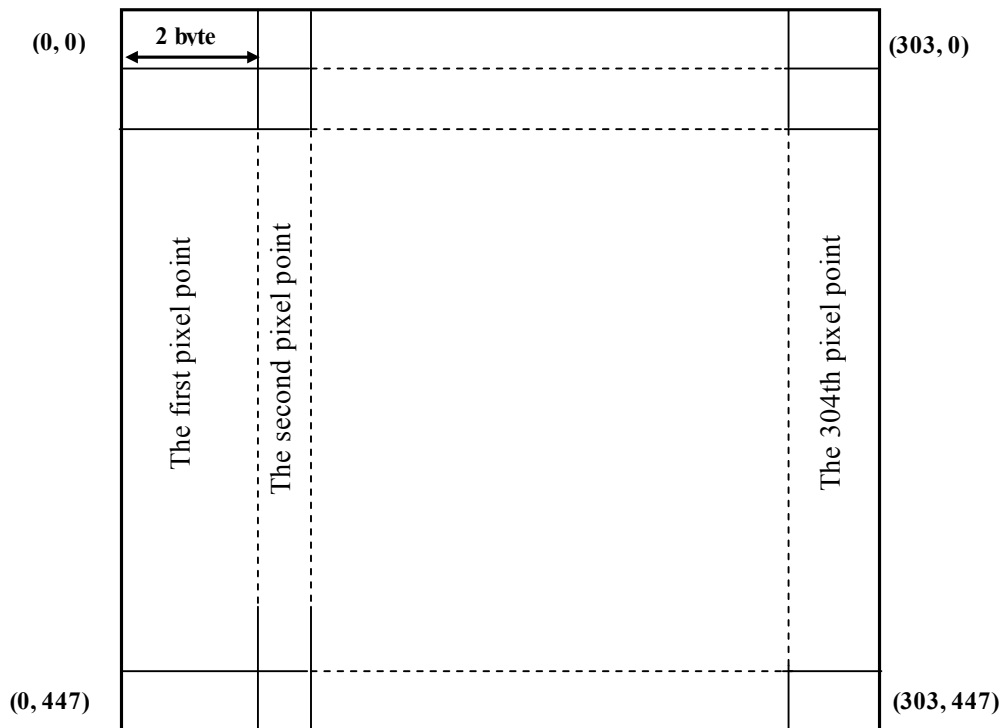 (0, 0)
2 byte
(303, 0)
The first pixel point
The second pixel point
The 304th pixel point
(0, 447)
(303, 447)